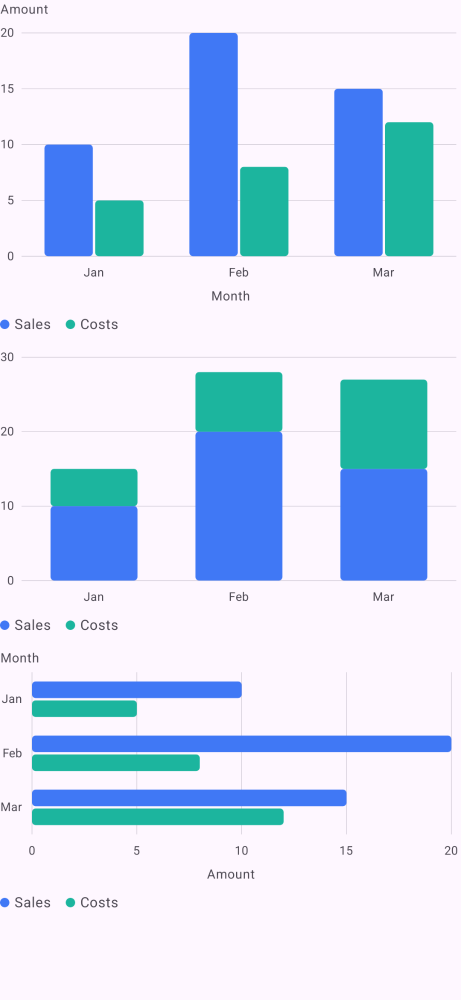 Amount
20
15
10
5
0
Jan Feb Mar
Month
Sales Costs
30
20
10
0
Jan Feb Mar
Sales Costs
Month
Jan
Feb
Mar
0 5 10 15 20
Amount
Sales Costs